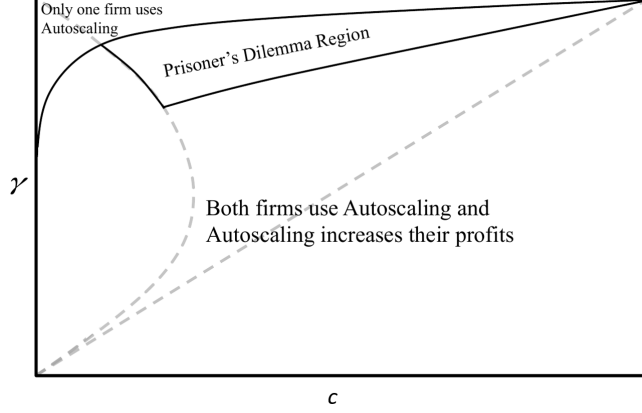 Only one firm uses
Autoscaling
Prisoner's Dilemma Region
γ
Both firms use Autoscaling and
Autoscaling increases their profits
c